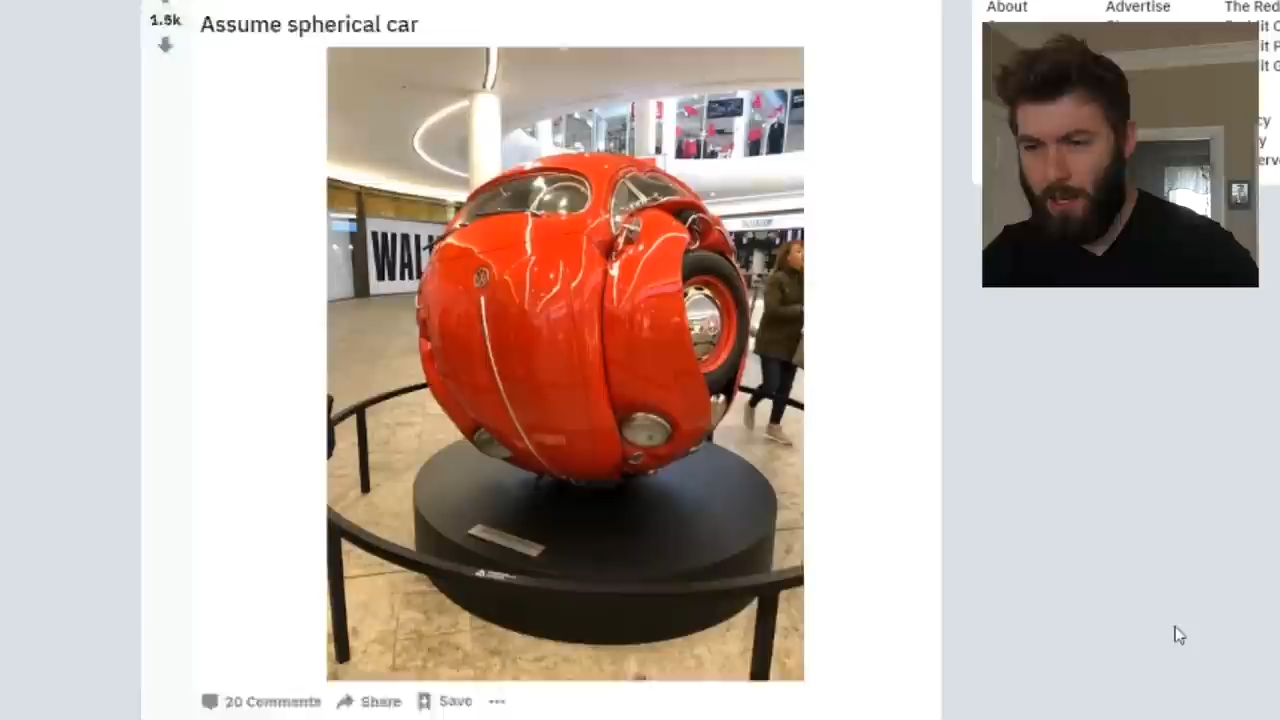 About
Advertise
The Red
1.5k
Assume spherical car
WAL
20 Comments
Share
Save